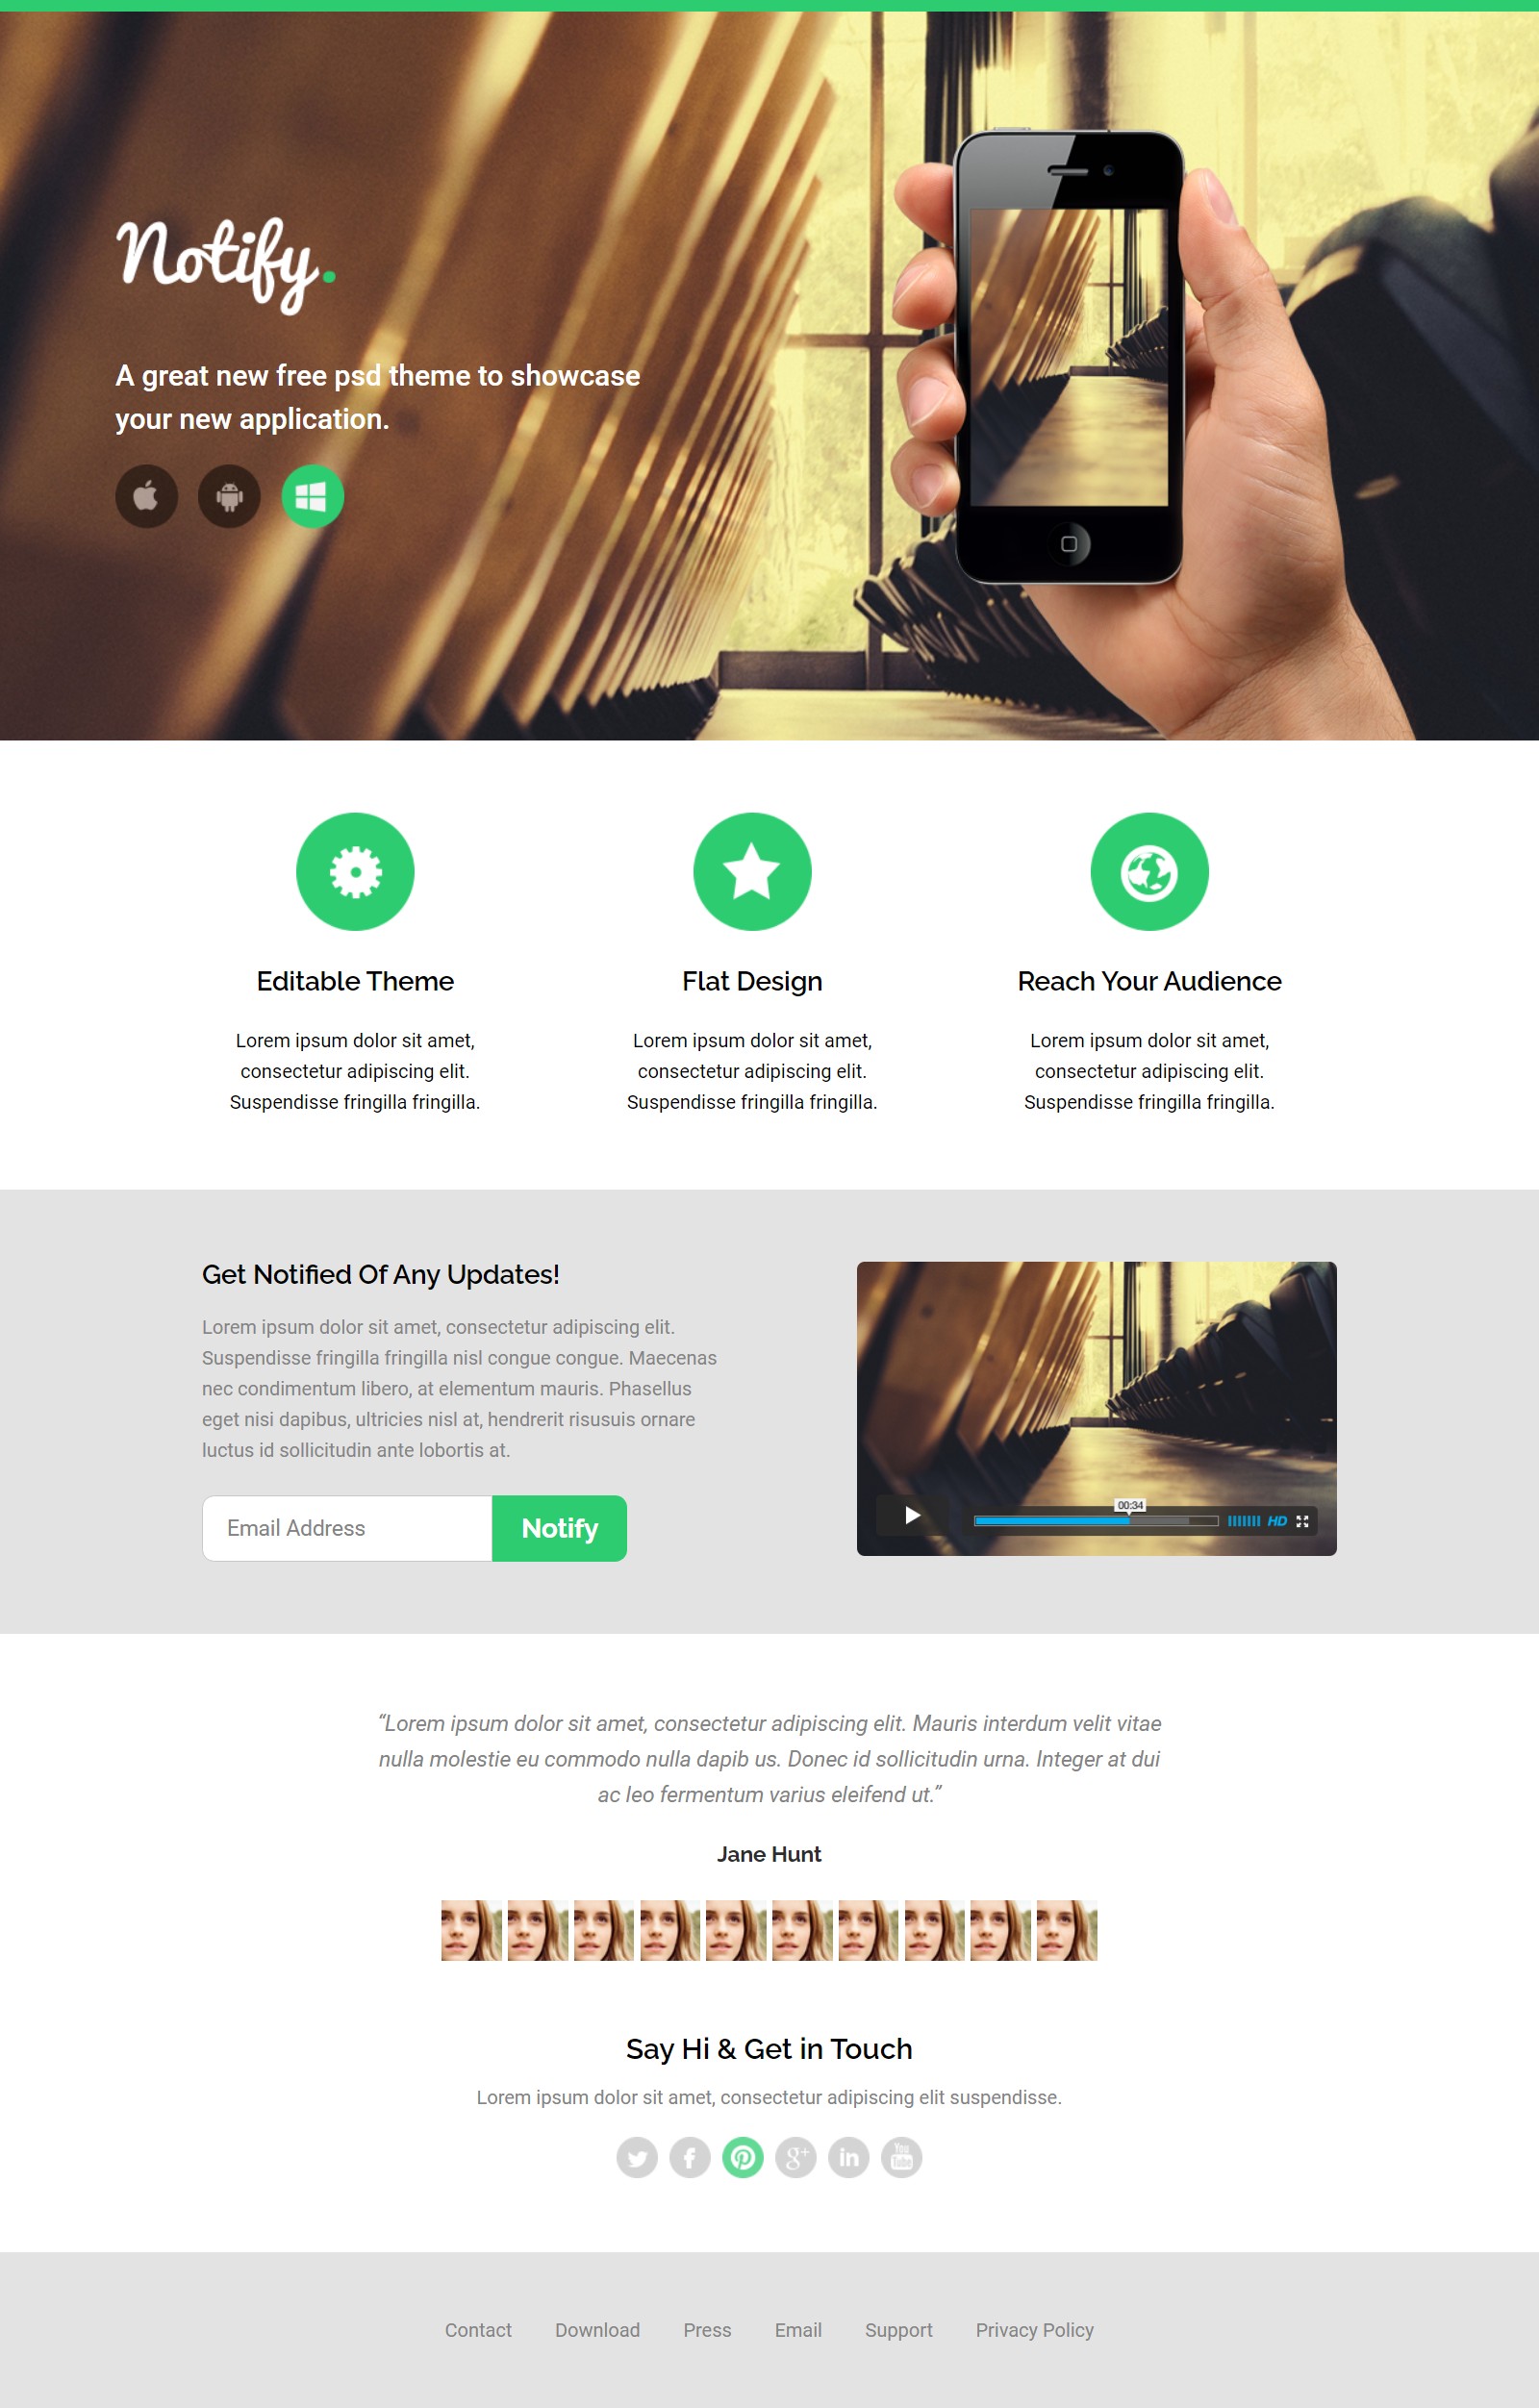 Notify.
A great new free psd theme to showcase
your new application.
Editable Theme
Lorem ipsum dolor sit amet,
consectetur adipiscing elit.
Suspendisse fringilla fringilla.
Flat Design
Lorem ipsum dolor sit amet,
consectetur adipiscing elit.
Suspendisse fringilla fringilla.
Reach Your Audience
Lorem ipsum dolor sit amet,
consectetur adipiscing elit.
Suspendisse fringilla fringilla.
Get Notified Of Any Updates!
Lorem ipsum dolor sit amet, consectetur adipiscing elit.
Suspendisse fringilla fringilla nisl congue congue. Maecenas
nec condimentum libero, at elementum mauris. Phasellus
eget nisi dapibus, ultricies nisl at, hendrerit risusuis ornare
luctus id sollicitudin ante lobortis at.
Email Address
Notify
00:34
HD
“Lorem ipsum dolor sit amet, consectetur adipiscing elit. Mauris interdum velit vitae
nulla molestie eu commodo nulla dapib us. Donec id sollicitudin urna. Integer at dui
ac leo fermentum varius eleifend ut.”
Jane Hunt
Say Hi & Get in Touch
Lorem ipsum dolor sit amet, consectetur adipiscing elit suspendisse.
g+
in
You
Tube
Contact
Download
Press
Email
Support
Privacy Policy